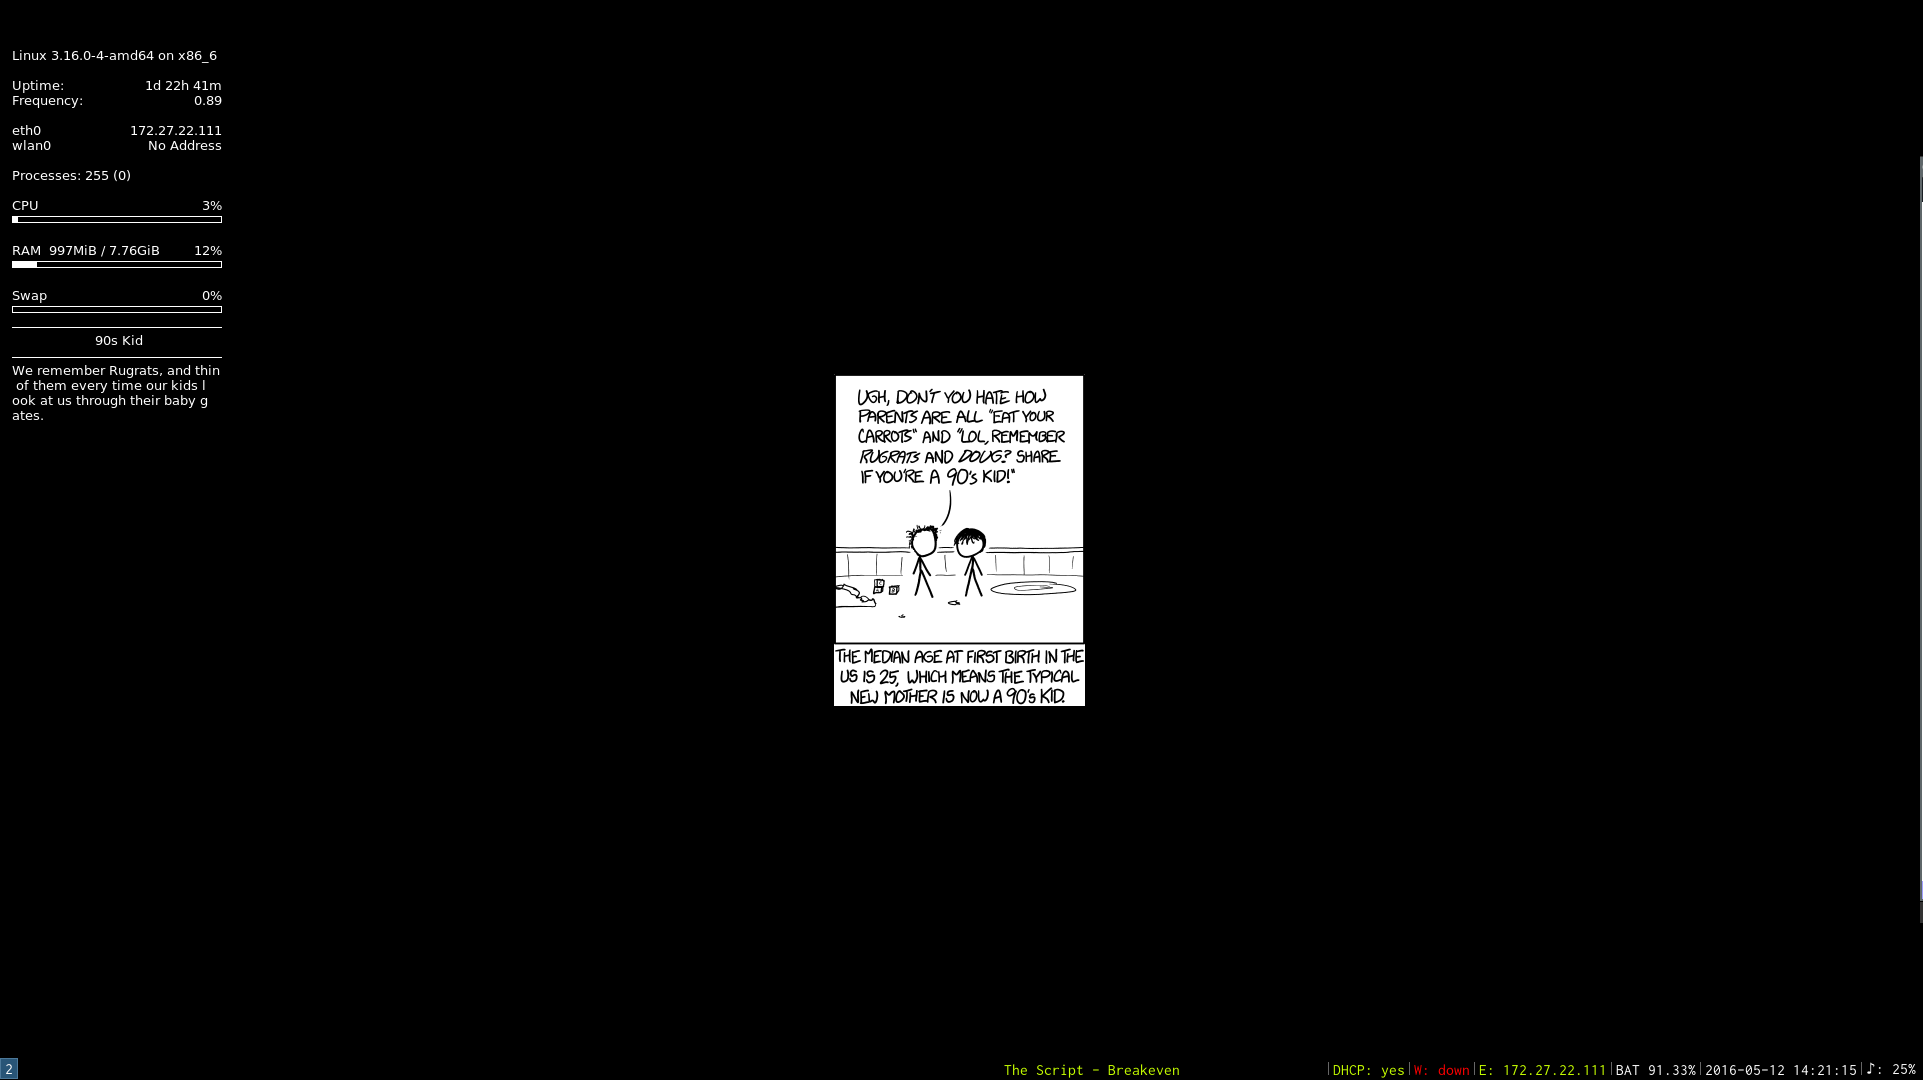 Linux 3.16.0-4-amd64 on x86_6
Uptime: 1d 22h 41m
Frequency: 0.89
eth0 172.27.22.111
wlan0 No Address
Processes: 255 (0)
CPU 3%
RAM 997MiB / 7.76GiB 12%
Swap 0%
90s Kid
We remember Rugrats, and thin
of them every time our kids l
ook at us through their baby g
ates.
UGH, DON'T YOU HATE HOW
PARENTS ARE ALL "EAT YOUR
CARROTS" AND "LOL, REMEMBER
RUGRATS AND DOUG? SHARE
IF YOU'RE A 90's KID!"
THE MEDIAN AGE AT FIRST BIRTH IN THE
US IS 25, WHICH MEANS THE TYPICAL
NEW MOTHER IS NOW A 90's KID.
2 The Script - Breakeven DHCP: yes W: down E: 172.27.22.111 BAT 91.33% 2016-05-12 14:21:15 ♪: 25%